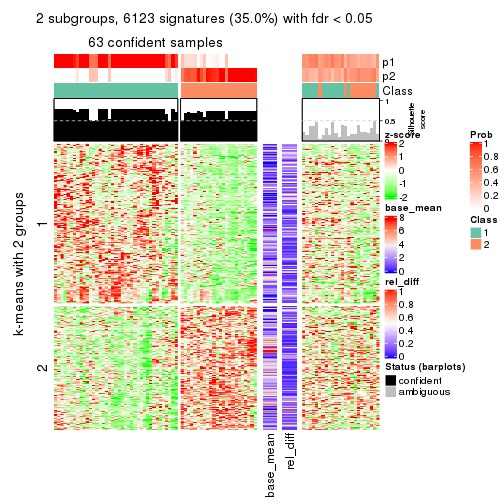 2 subgroups, 6123 signatures (35.0%) with fdr < 0.05
63 confident samples
p1
p2
Class
1
0.5
0
Silhouette
score
k-means with 2 groups
1
2
base_mean
rel_diff
z-score
2
1
0
-1
-2
base_mean
8
6
4
2
0
rel_diff
1
0.8
0.6
0.4
0.2
0
Status (barplots)
confident
ambiguous
Prob
1
0.8
0.6
0.4
0.2
0
Class
1
2